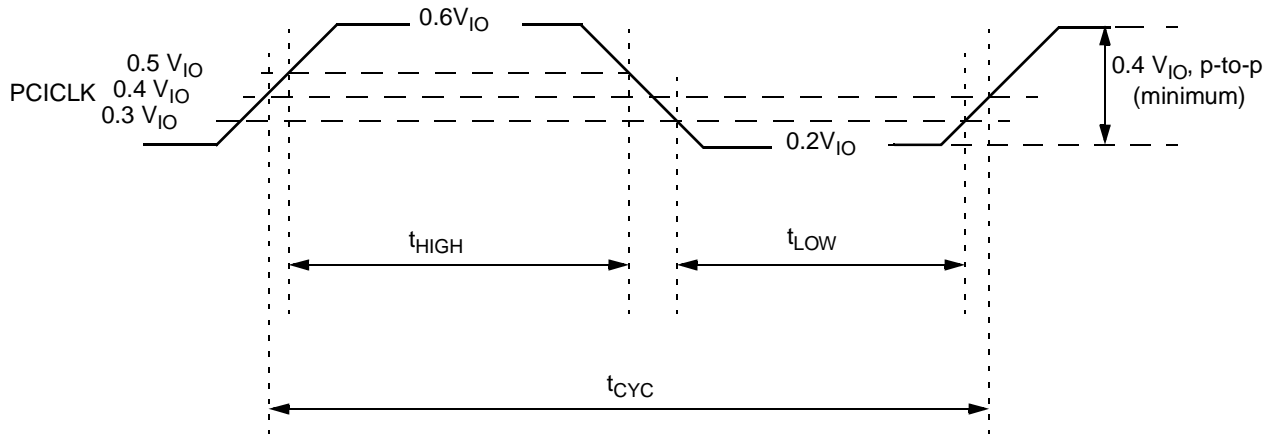 0.6V_IO
0.5 V_IO
PCICLK 0.4 V_IO
0.3 V_IO
0.4 V_IO, p-to-p
(minimum)
0.2V_IO
t_HIGH
t_LOW
t_CYC